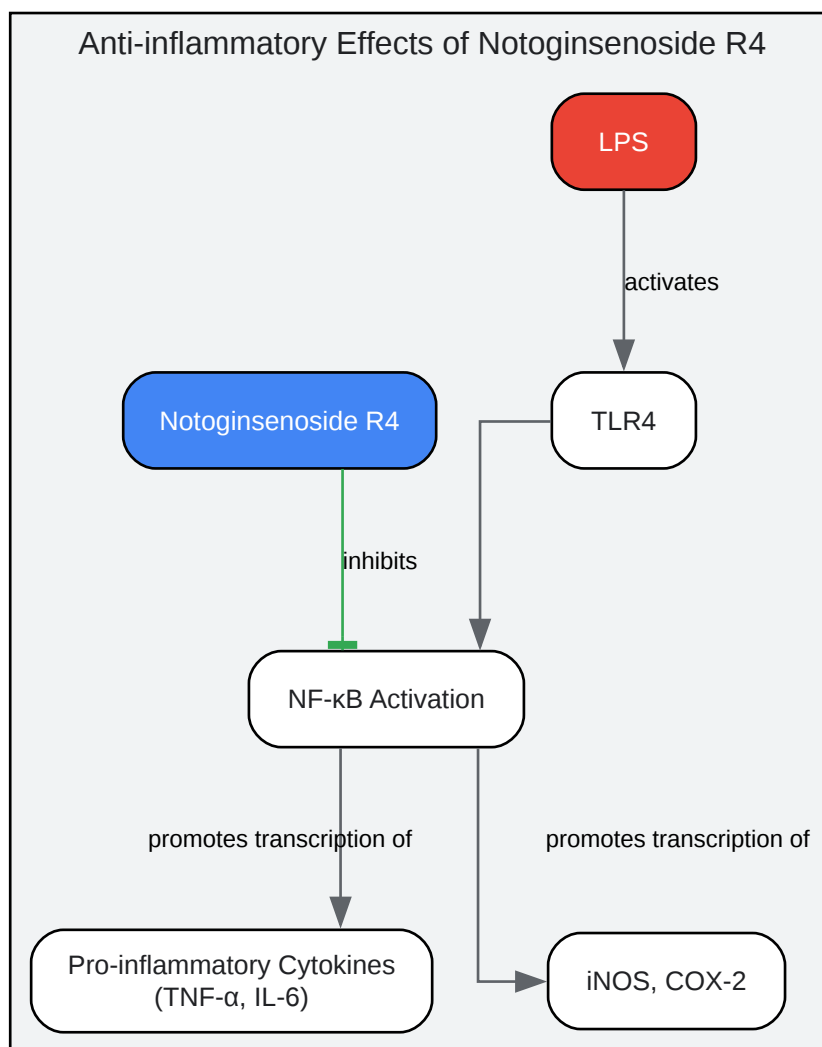 Anti-inflammatory Effects of Notoginsenoside R4
LPS
activates
Notoginsenoside R4
TLR4
inhibits
NF-κB Activation
promotes transcription of
promotes transcription of
Pro-inflammatory Cytokines
(TNF-α, IL-6)
iNOS, COX-2